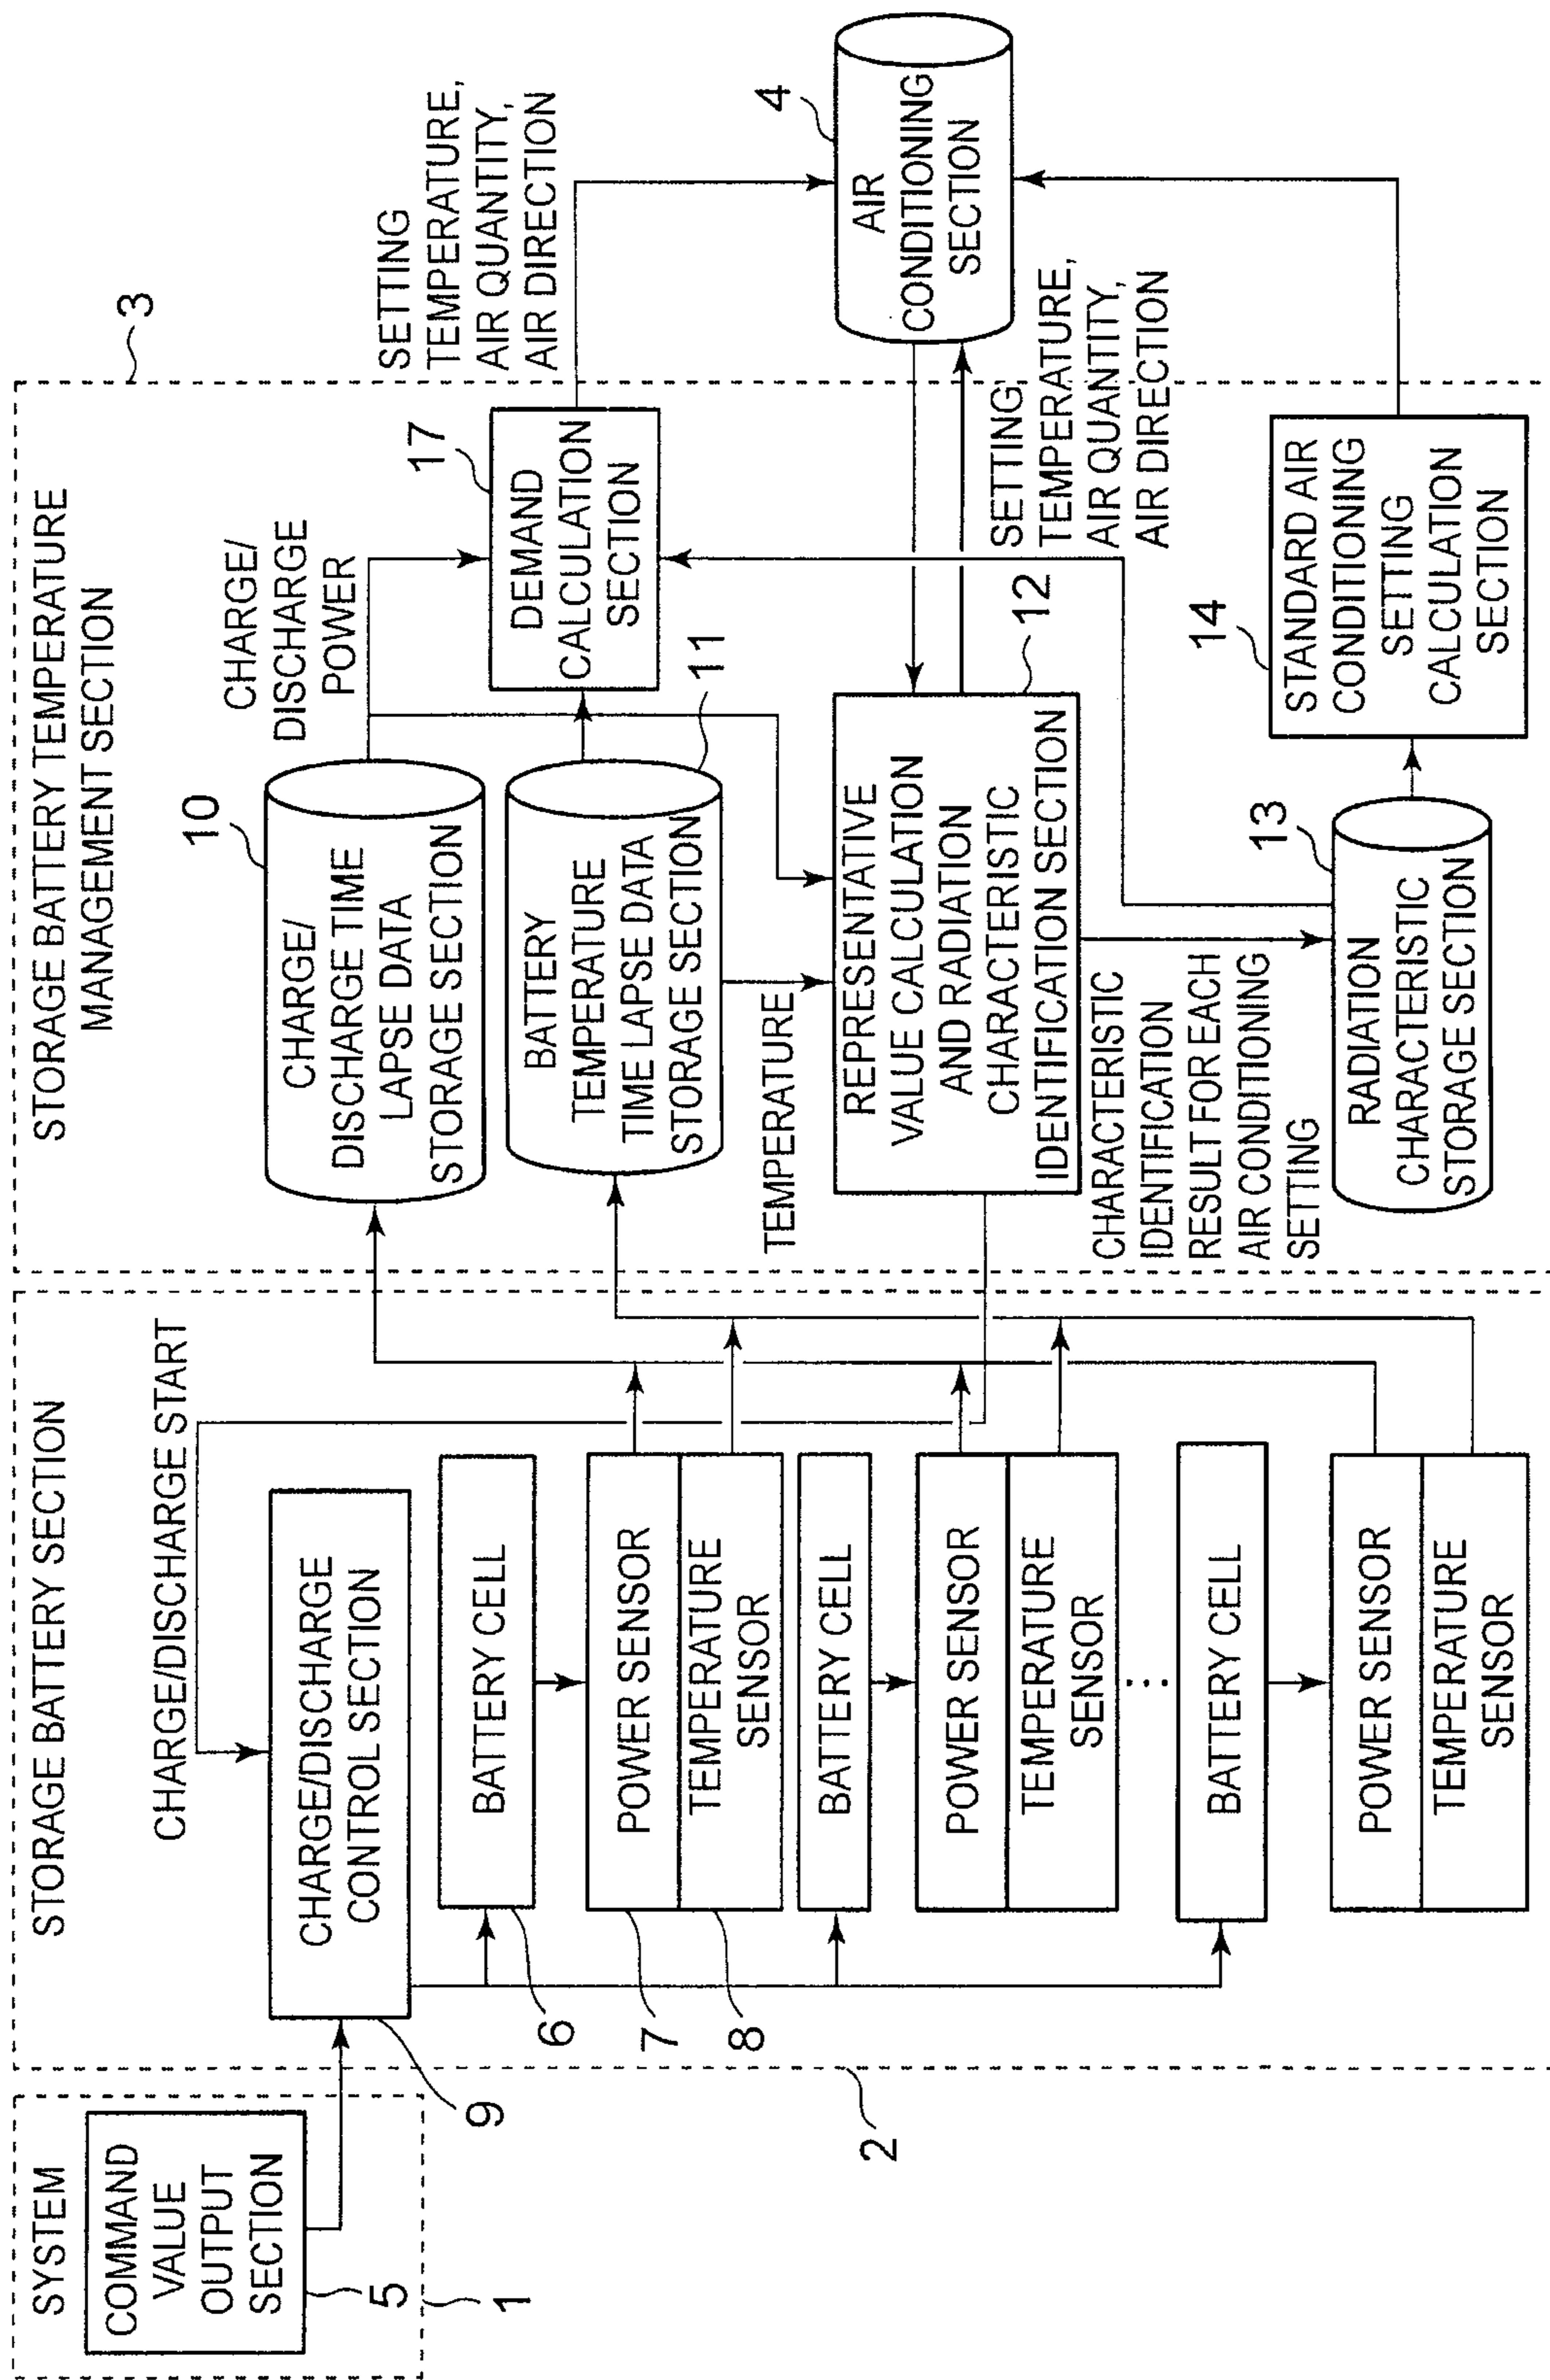 SYSTEM
COMMAND
VALUE
OUTPUT
SECTION
5
1
STORAGE BATTERY SECTION
CHARGE/DISCHARGE START
CHARGE/DISCHARGE
CONTROL SECTION
9
BATTERY CELL
6
POWER SENSOR
7
TEMPERATURE
SENSOR
8
BATTERY CELL
POWER SENSOR
TEMPERATURE
SENSOR
...
BATTERY CELL
POWER SENSOR
TEMPERATURE
SENSOR
2
STORAGE BATTERY TEMPERATURE
MANAGEMENT SECTION
3
10
CHARGE/
DISCHARGE TIME
LAPSE DATA
STORAGE SECTION
CHARGE/
DISCHARGE
POWER
BATTERY
TEMPERATURE
TIME LAPSE DATA
STORAGE SECTION
11
17
DEMAND
CALCULATION
SECTION
TEMPERATURE
REPRESENTATIVE
VALUE CALCULATION
AND RADIATION
CHARACTERISTIC
IDENTIFICATION SECTION
12
CHARACTERISTIC
IDENTIFICATION
RESULT FOR EACH
AIR CONDITIONING
SETTING
RADIATION
CHARACTERISTIC
STORAGE SECTION
13
14
STANDARD AIR
CONDITIONING
SETTING
CALCULATION
SECTION
SETTING
TEMPERATURE,
AIR QUANTITY,
AIR DIRECTION
4
AIR
CONDITIONING
SECTION
SETTING
TEMPERATURE,
AIR QUANTITY,
AIR DIRECTION